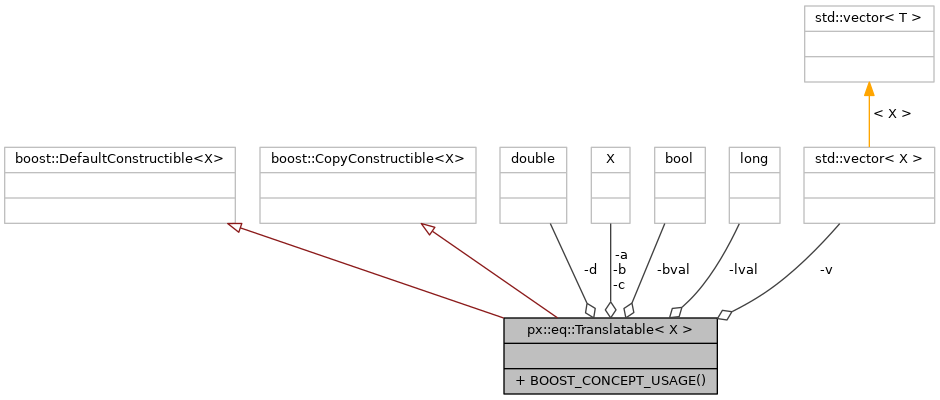 std::vector< T >
< X >
boost::DefaultConstructible<X>
boost::CopyConstructible<X>
double
X
bool
long
std::vector< X >
-a
-d
-b
-bval
-lval
-v
-c
px::eq::Translatable< X >
+ BOOST_CONCEPT_USAGE()